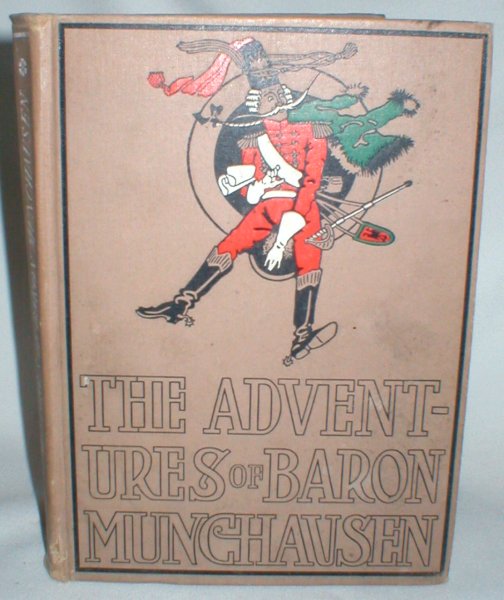 THE ADVENT-
URES OF BARON
MUNCHAUSEN